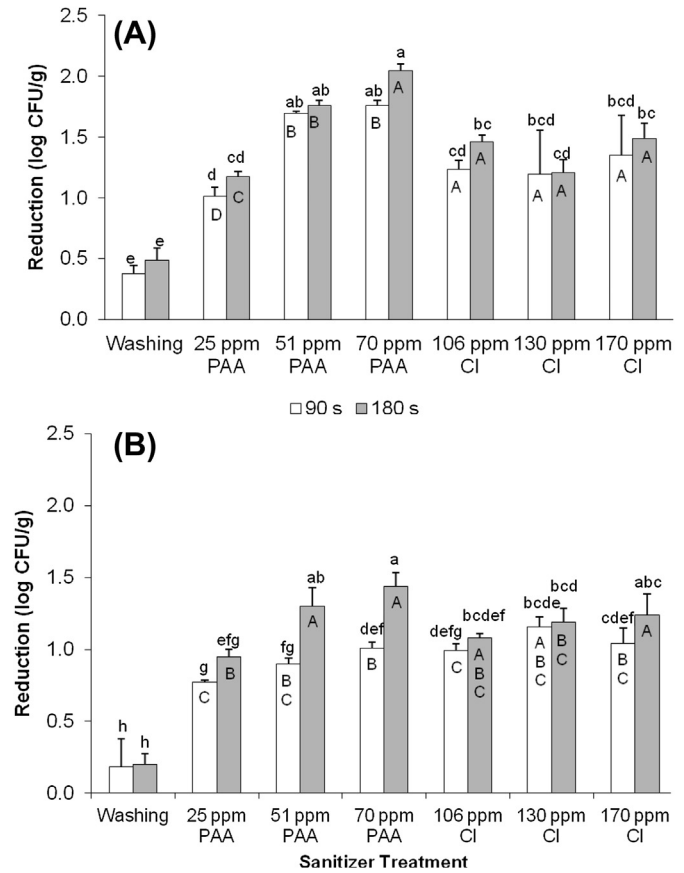 (A)
Reduction (log CFU/g)
2.5
2.0
1.5
1.0
0.5
0.0
e e d cd ab ab ab a cd bc bcd cd bcd bc
D C B B B A A A A A A A
Washing 25 ppm PAA 51 ppm PAA 70 ppm PAA 106 ppm Cl 130 ppm Cl 170 ppm Cl
90 s 180 s
(B)
Reduction (log CFU/g)
2.5
2.0
1.5
1.0
0.5
0.0
h h g efg fg ab def a defg bcdef bcde bcd cdef abc
C B B C A B A C A B C A B C B C B C A
Washing 25 ppm PAA 51 ppm PAA 70 ppm PAA 106 ppm Cl 130 ppm Cl 170 ppm Cl
Sanitizer Treatment